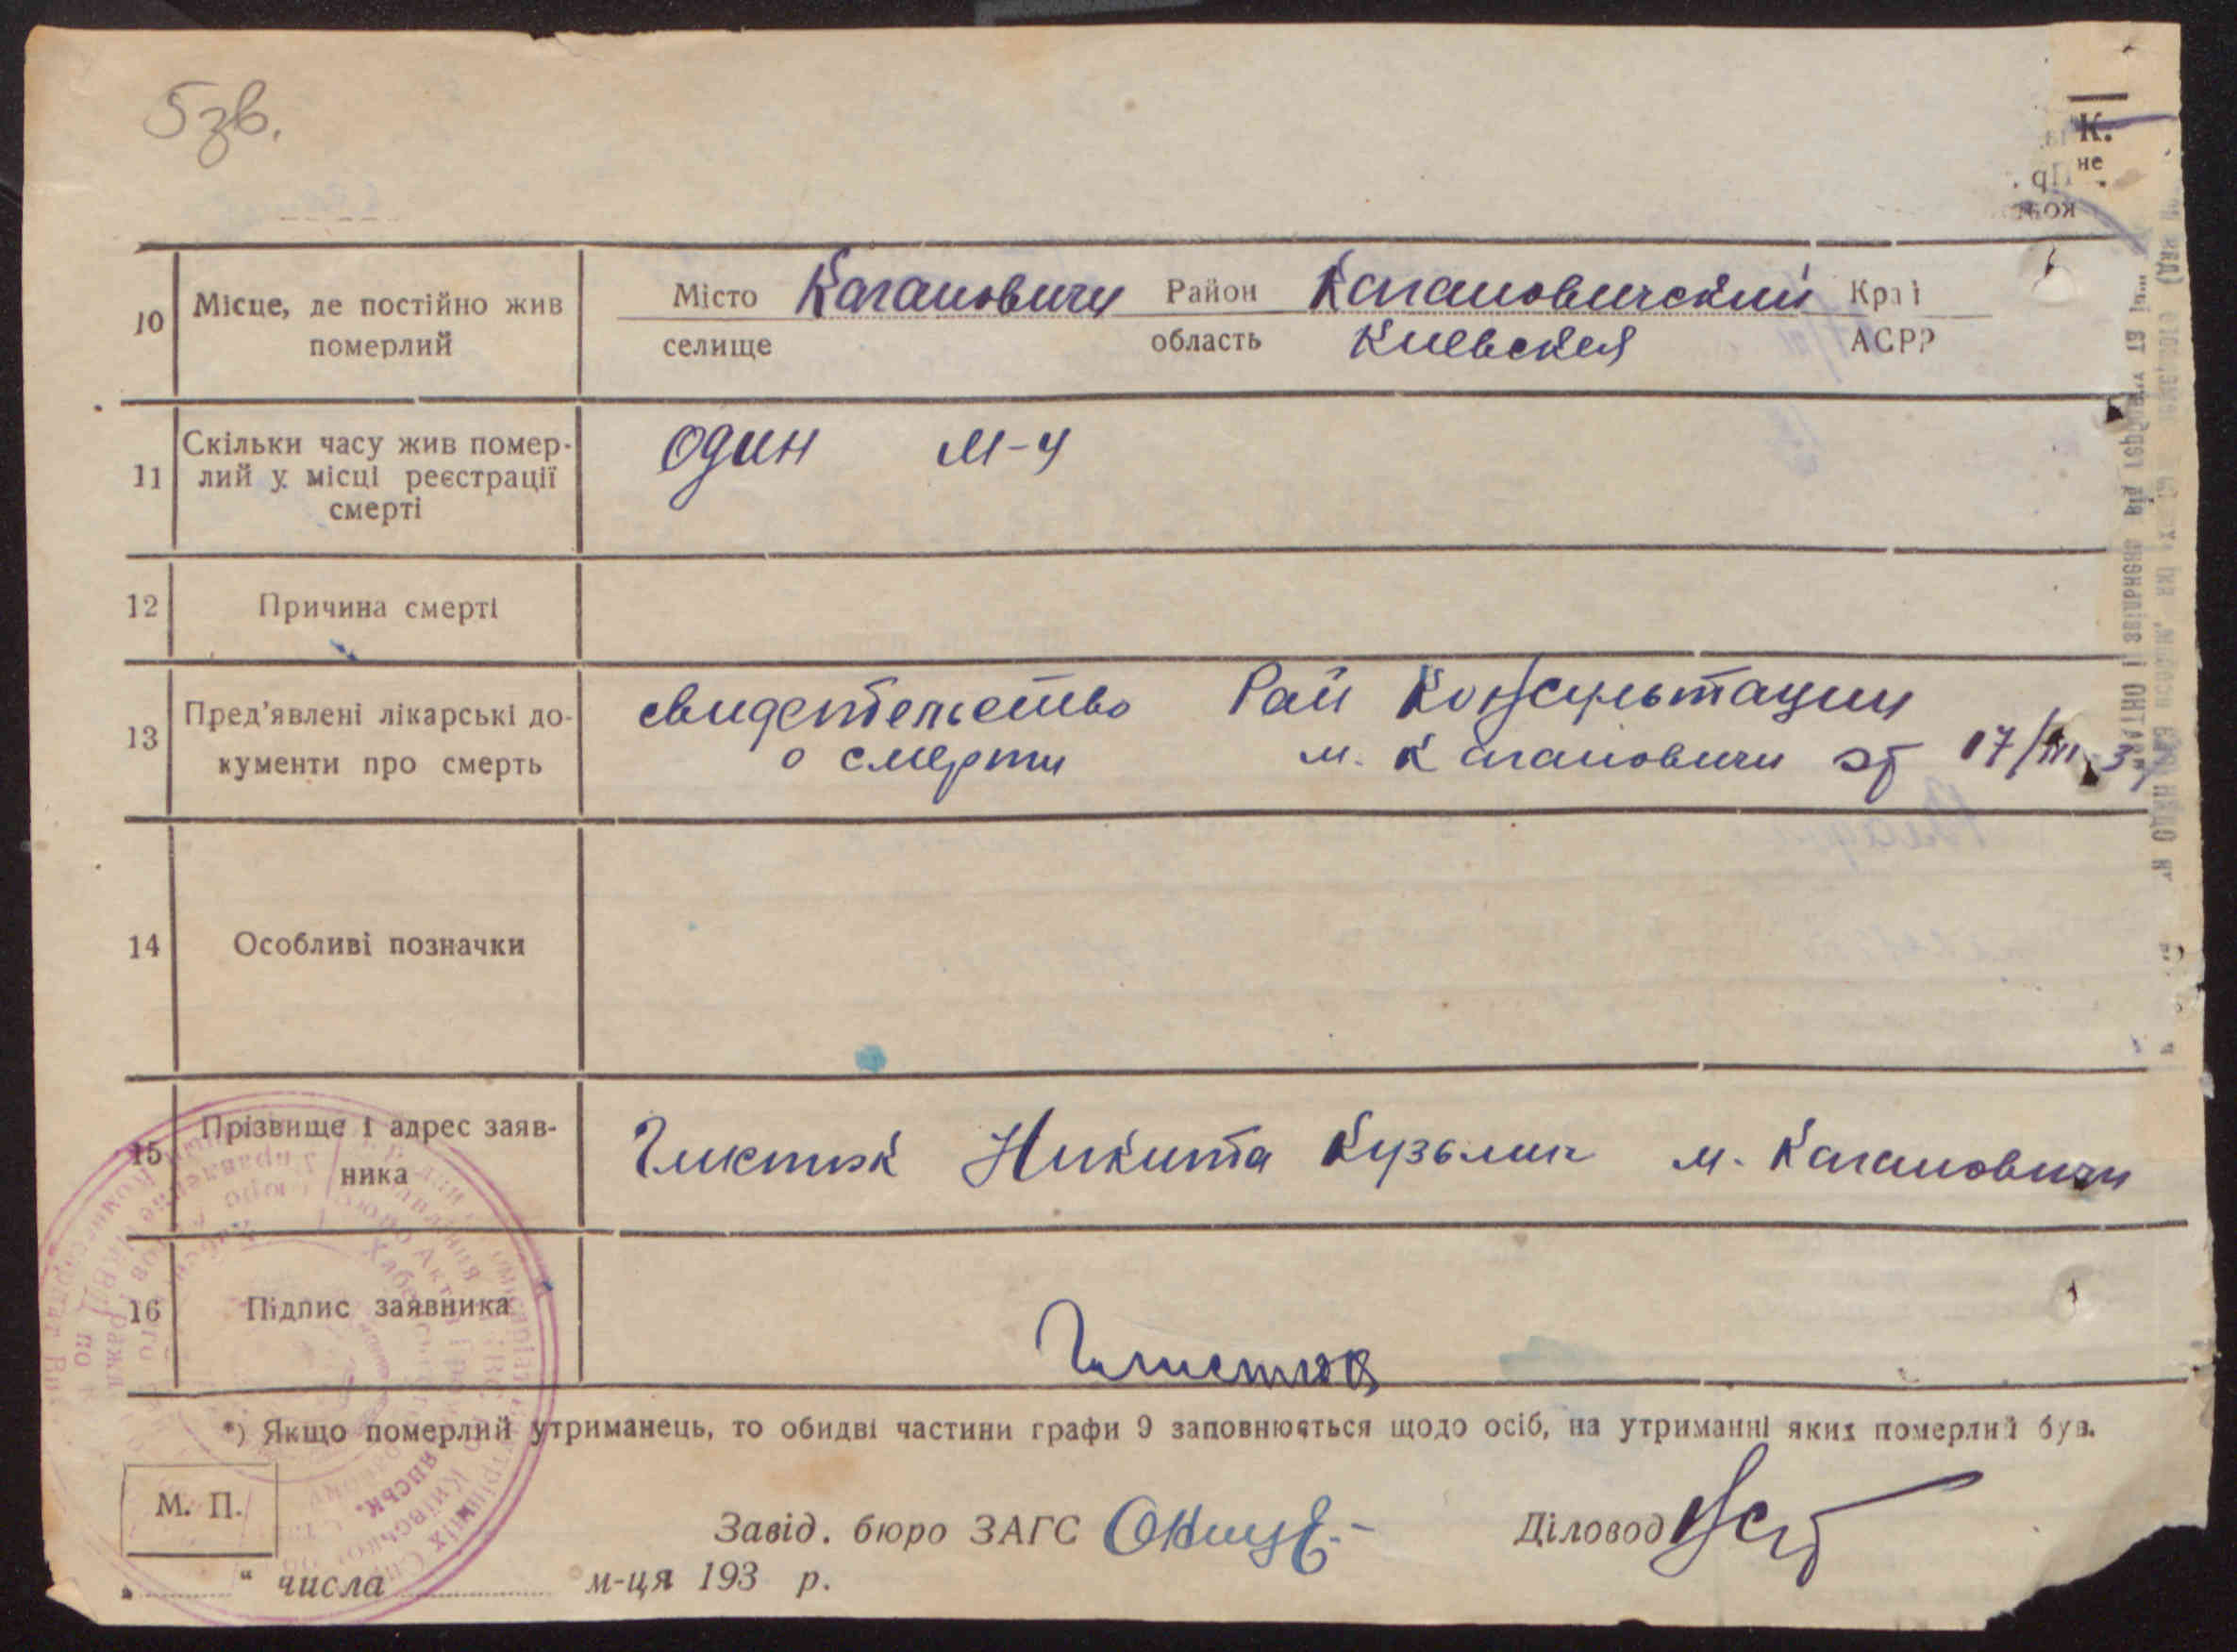 5зв.
К.
не
10 Місце, де постійно жив померлий Місто Кагановичи Район Кагановичский Край
селище область Киевская АСРР
11 Скільки часу жив помер-
лий у місці реєстрації
смерті
один м-ч
12 Причина смерті
13 Пред'явлені лікарські до-
кументи про смерть
свидетельство Рай Консультации
о смерти м. Кагановичи от 17/III
14 Особливі позначки
15 Прізвище і адрес заяв-
ника
Никита Кузьмич м. Кагановичи
16 Підпис заявника
*) Якщо померлий утриманець, то обидві частини графи 9 заповнюється щодо осіб, на утриманні яких померлий був.
М. П.
Завід. бюро ЗАГС Діловод
„ “ числа м-ця 193 р.